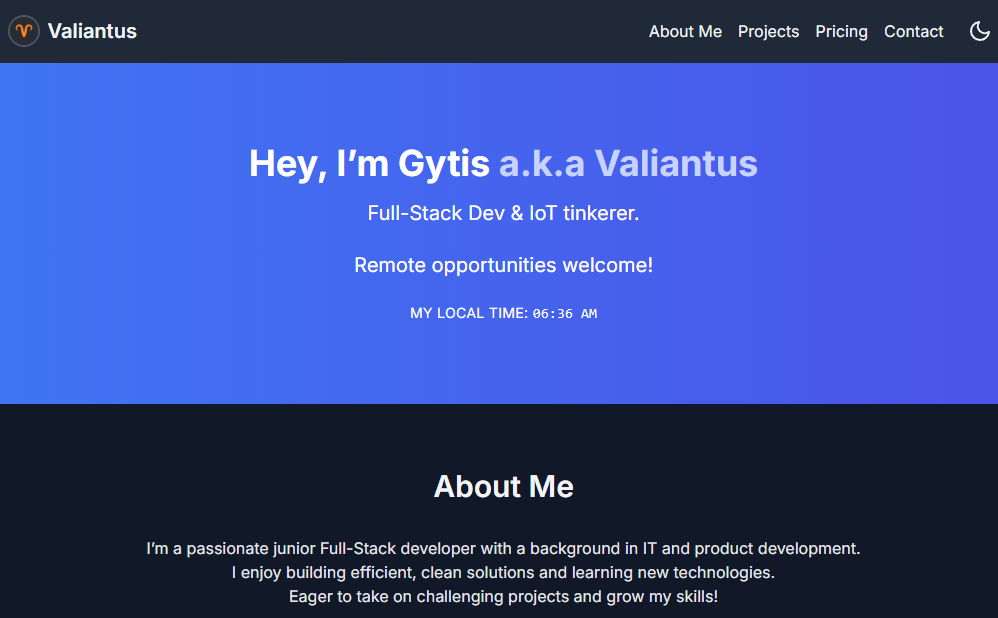 Valiantus
About Me Projects Pricing Contact
Hey, I’m Gytis a.k.a Valiantus
Full-Stack Dev & IoT tinkerer.
Remote opportunities welcome!
MY LOCAL TIME: 06:36 AM
About Me
I’m a passionate junior Full-Stack developer with a background in IT and product development.
I enjoy building efficient, clean solutions and learning new technologies.
Eager to take on challenging projects and grow my skills!